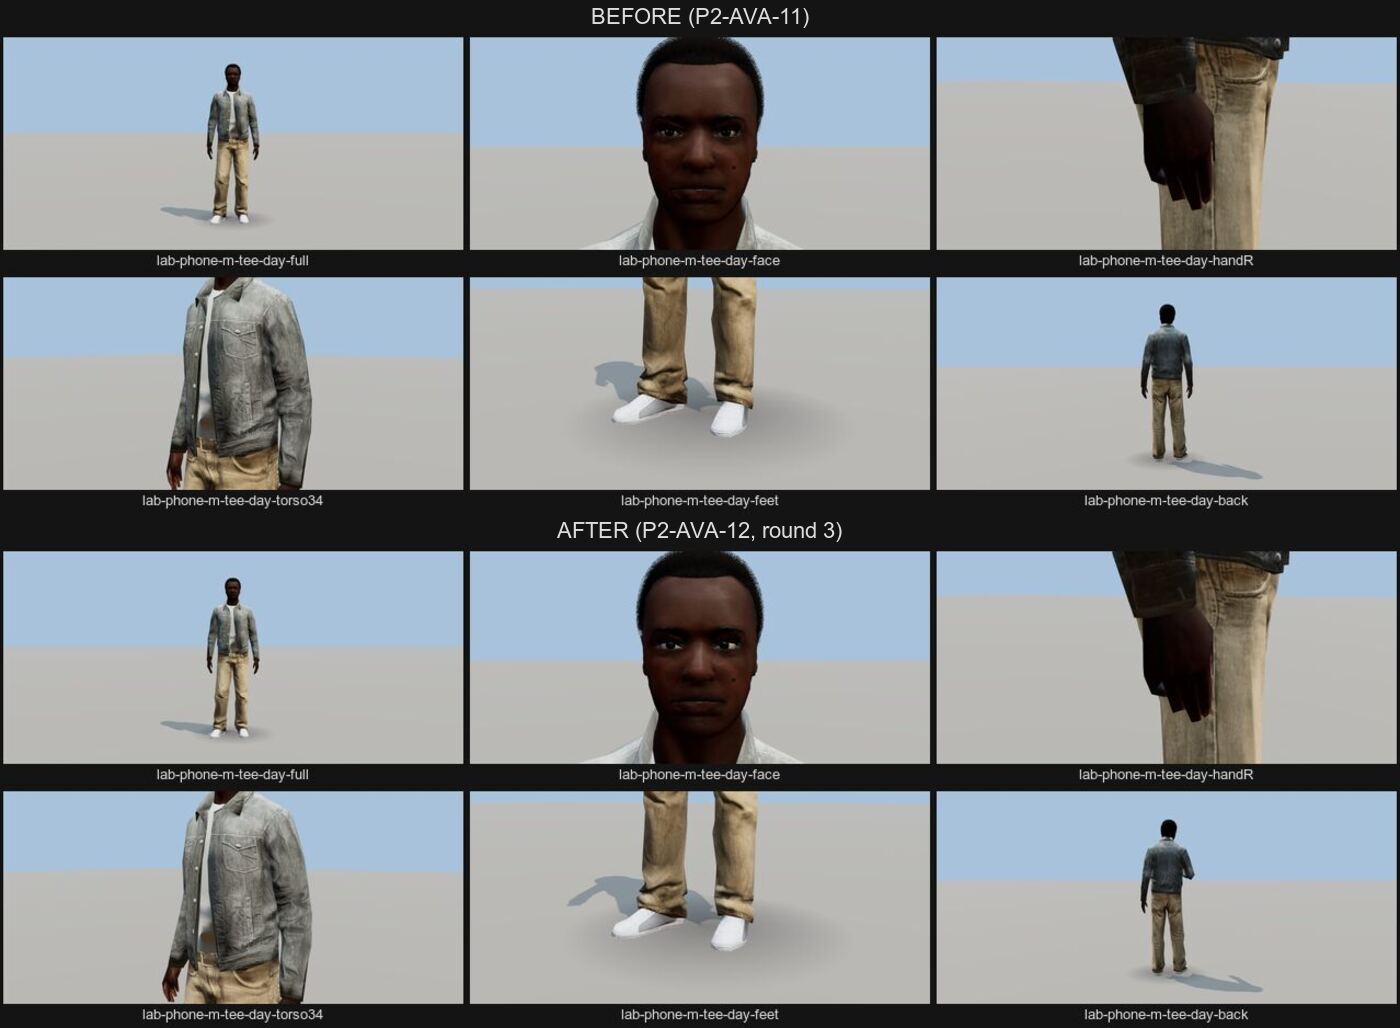 BEFORE (P2-AVA-11)
lab-phone-m-tee-day-full
lab-phone-m-tee-day-face
lab-phone-m-tee-day-handR
lab-phone-m-tee-day-torso34
lab-phone-m-tee-day-feet
lab-phone-m-tee-day-back
AFTER (P2-AVA-12, round 3)
lab-phone-m-tee-day-full
lab-phone-m-tee-day-face
lab-phone-m-tee-day-handR
lab-phone-m-tee-day-torso34
lab-phone-m-tee-day-feet
lab-phone-m-tee-day-back